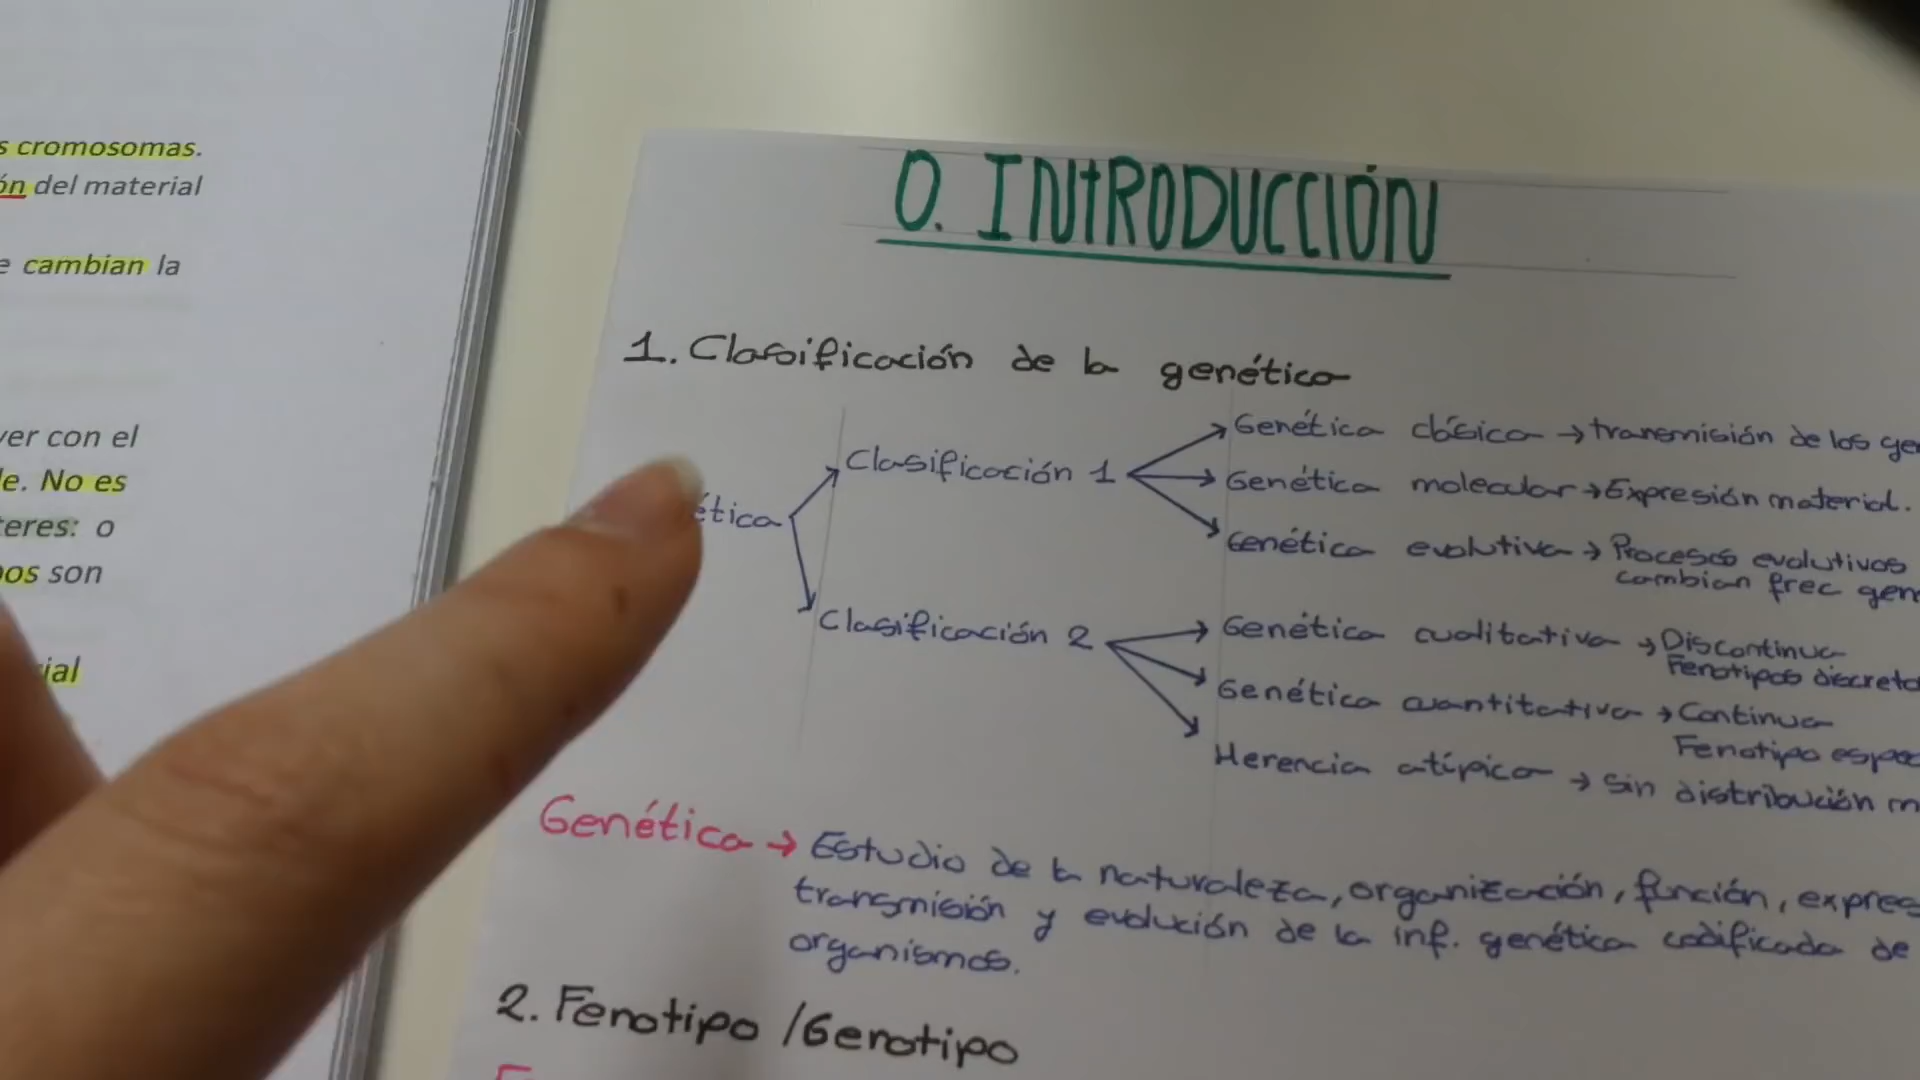 s cromosomas.
ón del material
e cambian la
ver con el
le. No es
teres: o
pos son
ial
0. INTRODUCCIÓN
1. Clasificación de la genética
ética
Clasificación 1
Genética clásica → transmisión de los ge
Genética molecular → Expresión material.
Genética evolutiva → Procesos evolutivos
cambian frec gen
Clasificación 2
Genética cualitativa → Discontinua
Fenotipos discreto
Genética cuantitativa → Continua
Fenotipo espec
Herencia atípica → Sin distribución m
Genética → Estudio de la naturaleza, organización, función, expres
transmisión y evolución de la inf. genética codificada de
organismos.
2. Fenotipo / Genotipo